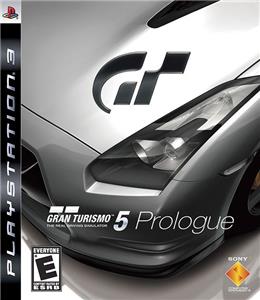 PLAYSTATION 3
GT
GRAN TURISMO 5 Prologue
THE REAL DRIVING SIMULATOR
EVERYONE
E
CONTENT RATED BY
ESRB
SONY